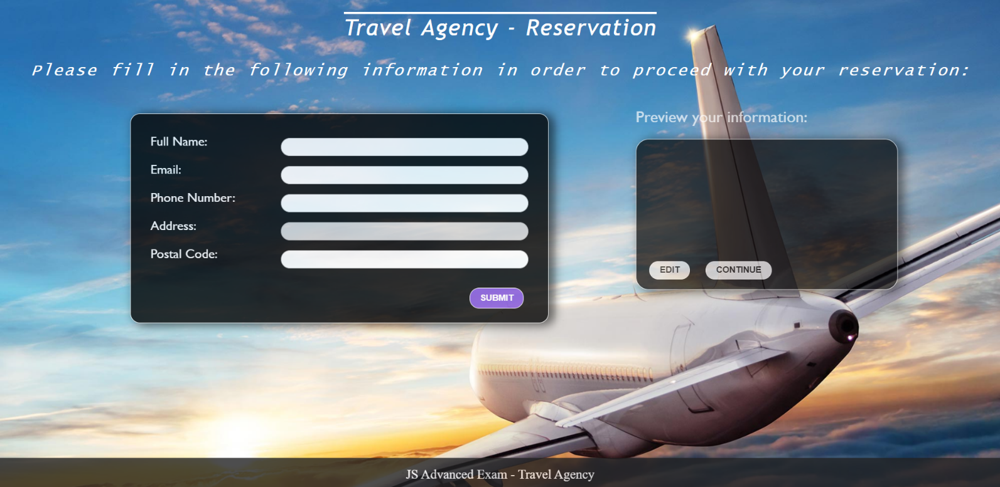 Travel Agency - Reservation
Please fill in the following information in order to proceed with your reservation:
Full Name:
Email:
Phone Number:
Address:
Postal Code:
SUBMIT
Preview your information:
EDIT CONTINUE
JS Advanced Exam - Travel Agency